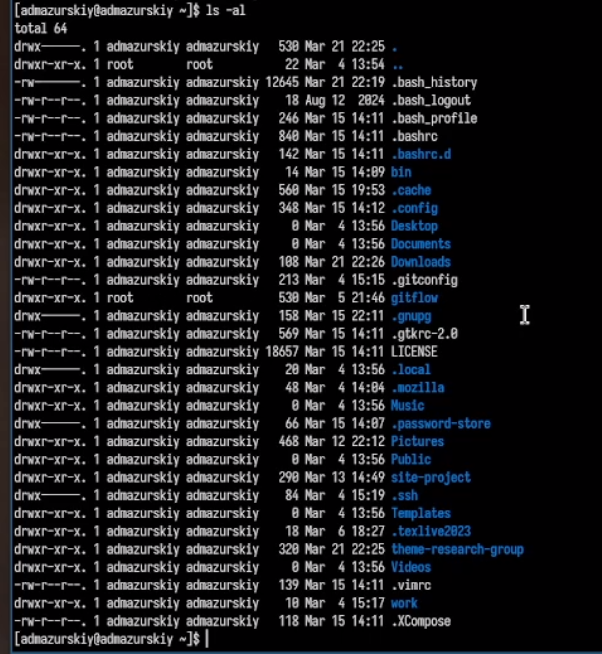 [admazurskiy@admazurskiy ~]$ ls -al
total 64
drwx------. 1 admazurskiy admazurskiy   530 Mar 21 22:25 .
drwxr-xr-x. 1 root        root           22 Mar  4 13:54 ..
-rw-------. 1 admazurskiy admazurskiy 12645 Mar 21 22:19 .bash_history
-rw-r--r--. 1 admazurskiy admazurskiy    18 Aug 12  2024 .bash_logout
-rw-r--r--. 1 admazurskiy admazurskiy   246 Mar 15 14:11 .bash_profile
-rw-r--r--. 1 admazurskiy admazurskiy   840 Mar 15 14:11 .bashrc
drwxr-xr-x. 1 admazurskiy admazurskiy   142 Mar 15 14:11 .bashrc.d
drwxr-xr-x. 1 admazurskiy admazurskiy    14 Mar 15 14:09 bin
drwxr-xr-x. 1 admazurskiy admazurskiy   560 Mar 15 19:53 .cache
drwxr-xr-x. 1 admazurskiy admazurskiy   348 Mar 15 14:12 .config
drwxr-xr-x. 1 admazurskiy admazurskiy     0 Mar  4 13:56 Desktop
drwxr-xr-x. 1 admazurskiy admazurskiy     0 Mar  4 13:56 Documents
drwxr-xr-x. 1 admazurskiy admazurskiy   108 Mar 21 22:26 Downloads
-rw-r--r--. 1 admazurskiy admazurskiy   213 Mar  4 15:15 .gitconfig
drwxr-xr-x. 1 root        root          530 Mar  5 21:46 gitflow
drwx------. 1 admazurskiy admazurskiy   158 Mar 15 22:11 .gnupg
-rw-r--r--. 1 admazurskiy admazurskiy   569 Mar 15 14:11 .gtkrc-2.0
-rw-r--r--. 1 admazurskiy admazurskiy 18657 Mar 15 14:11 LICENSE
drwx------. 1 admazurskiy admazurskiy    20 Mar  4 13:56 .local
drwxr-xr-x. 1 admazurskiy admazurskiy    48 Mar  4 14:04 .mozilla
drwxr-xr-x. 1 admazurskiy admazurskiy     0 Mar  4 13:56 Music
drwx------. 1 admazurskiy admazurskiy    66 Mar 15 14:07 .password-store
drwxr-xr-x. 1 admazurskiy admazurskiy   468 Mar 12 22:12 Pictures
drwxr-xr-x. 1 admazurskiy admazurskiy     0 Mar  4 13:56 Public
drwxr-xr-x. 1 admazurskiy admazurskiy   290 Mar 13 14:49 site-project
drwx------. 1 admazurskiy admazurskiy    84 Mar  4 15:19 .ssh
drwxr-xr-x. 1 admazurskiy admazurskiy     0 Mar  4 13:56 Templates
drwxr-xr-x. 1 admazurskiy admazurskiy    18 Mar  6 18:27 .texlive2023
drwxr-xr-x. 1 admazurskiy admazurskiy   320 Mar 21 22:25 theme-research-group
drwxr-xr-x. 1 admazurskiy admazurskiy     0 Mar  4 13:56 Videos
-rw-r--r--. 1 admazurskiy admazurskiy   139 Mar 15 14:11 .vimrc
drwxr-xr-x. 1 admazurskiy admazurskiy    10 Mar  4 15:17 work
-rw-r--r--. 1 admazurskiy admazurskiy   118 Mar 15 14:11 .XCompose
[admazurskiy@admazurskiy ~]$